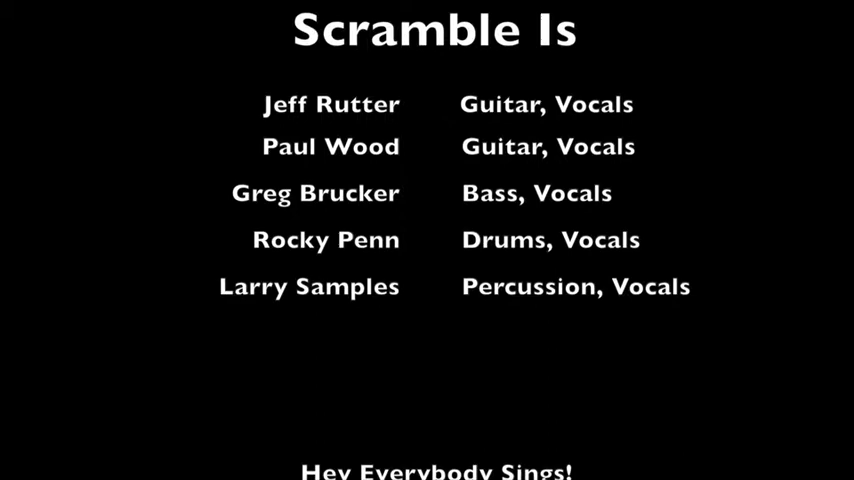 Scramble Is
Jeff Rutter Guitar, Vocals
Paul Wood Guitar, Vocals
Greg Brucker Bass, Vocals
Rocky Penn Drums, Vocals
Larry Samples Percussion, Vocals
Hey Everybody Sings!